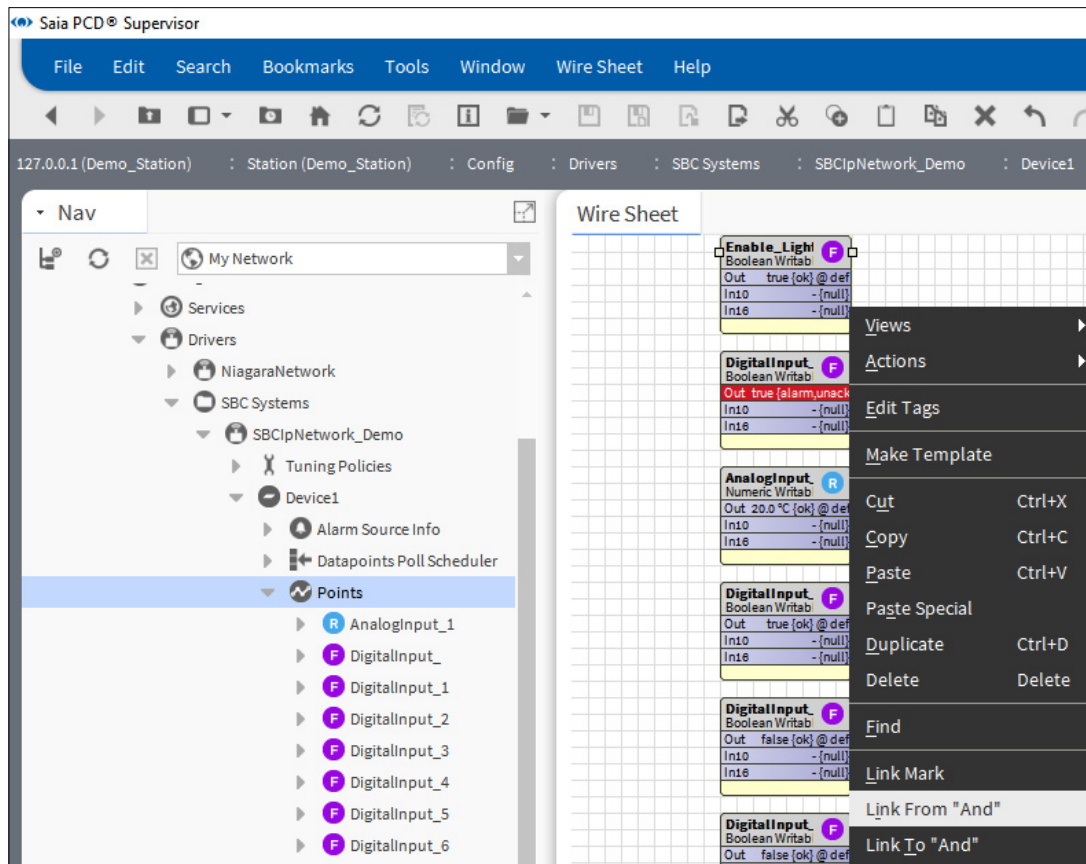 Saia PCD® Supervisor
File Edit Search Bookmarks Tools Window Wire Sheet Help
127.0.0.1 (Demo_Station) : Station (Demo_Station) : Config : Drivers : SBC Systems : SBCIpNetwork_Demo : Device1
Nav
My Network
Services
Drivers
NiagaraNetwork
SBC Systems
SBCIpNetwork_Demo
Tuning Policies
Device1
Alarm Source Info
Datapoints Poll Scheduler
Points
R AnalogInput_1
F DigitalInput_
F DigitalInput_1
F DigitalInput_2
F DigitalInput_3
F DigitalInput_4
F DigitalInput_5
F DigitalInput_6
Wire Sheet
Enable_Light F
Boolean Writabl
Out true {ok} @ def
In10 - {null}
In16 - {null}
DigitalInput_ F
Boolean Writabl
Out true {alarm,unack
In10 - {null}
In16 - {null}
AnalogInput_ R
Numeric Writabl
Out 20.0 °C {ok} @ def
In10 - {null}
In16 - {null}
DigitalInput_ F
Boolean Writabl
Out true {ok} @ def
In10 - {null}
In16 - {null}
DigitalInput_ F
Boolean Writabl
Out false {ok} @ def
In10 - {null}
In16 - {null}
DigitalInput_ F
Boolean Writabl
Out false {ok} @ def
Views
Actions
Edit Tags
Make Template
Cut Ctrl+X
Copy Ctrl+C
Paste Ctrl+V
Paste Special
Duplicate Ctrl+D
Delete Delete
Find
Link Mark
Link From "And"
Link To "And"